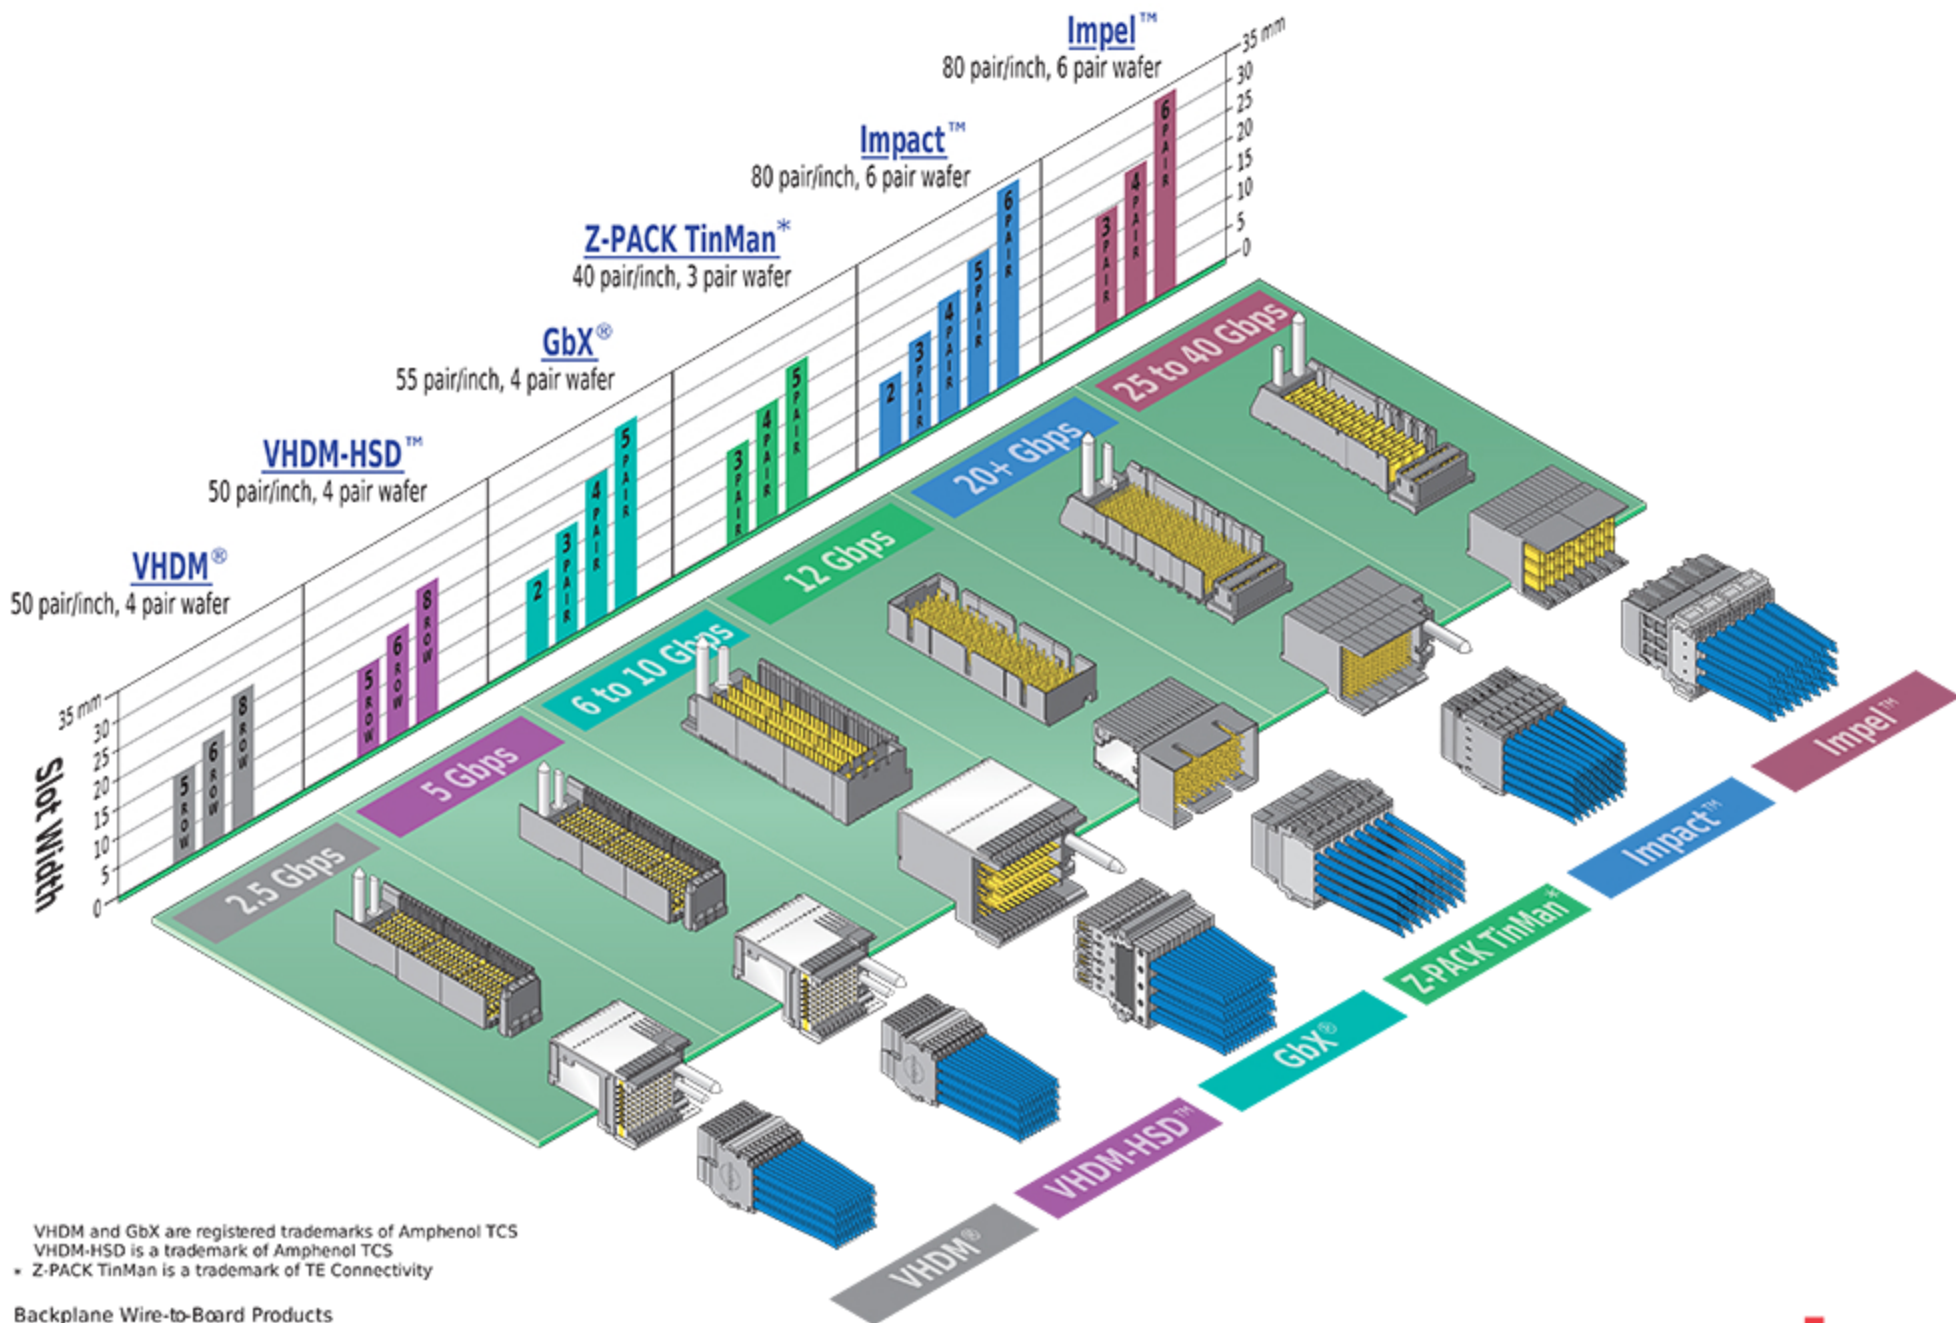 Impel™
80 pair/inch, 6 pair wafer
Impact™
80 pair/inch, 6 pair wafer
Z-PACK TinMan*
40 pair/inch, 3 pair wafer
GbX®
55 pair/inch, 4 pair wafer
VHDM-HSD™
50 pair/inch, 4 pair wafer
VHDM®
50 pair/inch, 4 pair wafer
35 mm
30
25
20
15
10
5
0
Slot Width
5 ROW
6 ROW
8 ROW
5 ROW
6 ROW
8 ROW
2
3 PAIR
4 PAIR
5 PAIR
3 PAIR
4 PAIR
5 PAIR
2
3 PAIR
4 PAIR
5 PAIR
6 PAIR
3 PAIR
4 PAIR
6 PAIR
35 mm
30
25
20
15
10
5
0
2.5 Gbps
5 Gbps
6 to 10 Gbps
12 Gbps
20+ Gbps
25 to 40 Gbps
VHDM®
VHDM-HSD™
GbX®
Z-PACK TinMan*
Impact™
Impel™
VHDM and GbX are registered trademarks of Amphenol TCS
VHDM-HSD is a trademark of Amphenol TCS
* Z-PACK TinMan is a trademark of TE Connectivity
Backplane Wire-to-Board Products